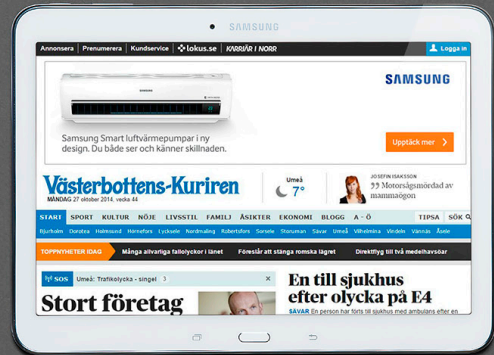 SAMSUNG
Annonsera Prenumerera Kundservice lokus.se KARRIÄR I NORR Logga in
SAMSUNG
Samsung Smart luftvärmepumpar i ny
design. Du både ser och känner skillnaden.
Upptäck mer
Västerbottens-Kuriren
MÅNDAG 27 oktober 2014, vecka 44
Umeå
7°
JOSEFIN ISAKSSON
Motorsågsmördad av
mammaögon
START SPORT KULTUR NÖJE LIVSSTIL FAMILJ ÅSIKTER EKONOMI BLOGG A - Ö TIPSA SÖK
Bjurholm Dorotea Holmsund Hörnefors Lycksele Nordmaling Robertsfors Sorsele Storuman Sävar Umeå Vilhelmina Vindeln Vännäs Åsele
TOPPNYHETER IDAG Många allvariga fallolyckor i länet Föreslår att stänga romska lägret Direktflyg till två medelhavsöar
SOS Umeå: Trafikolycka - singel 3
Stort företag
En till sjukhus
efter olycka på E4
SÄVAR En person har förts till sjukhus med ambulans efter en